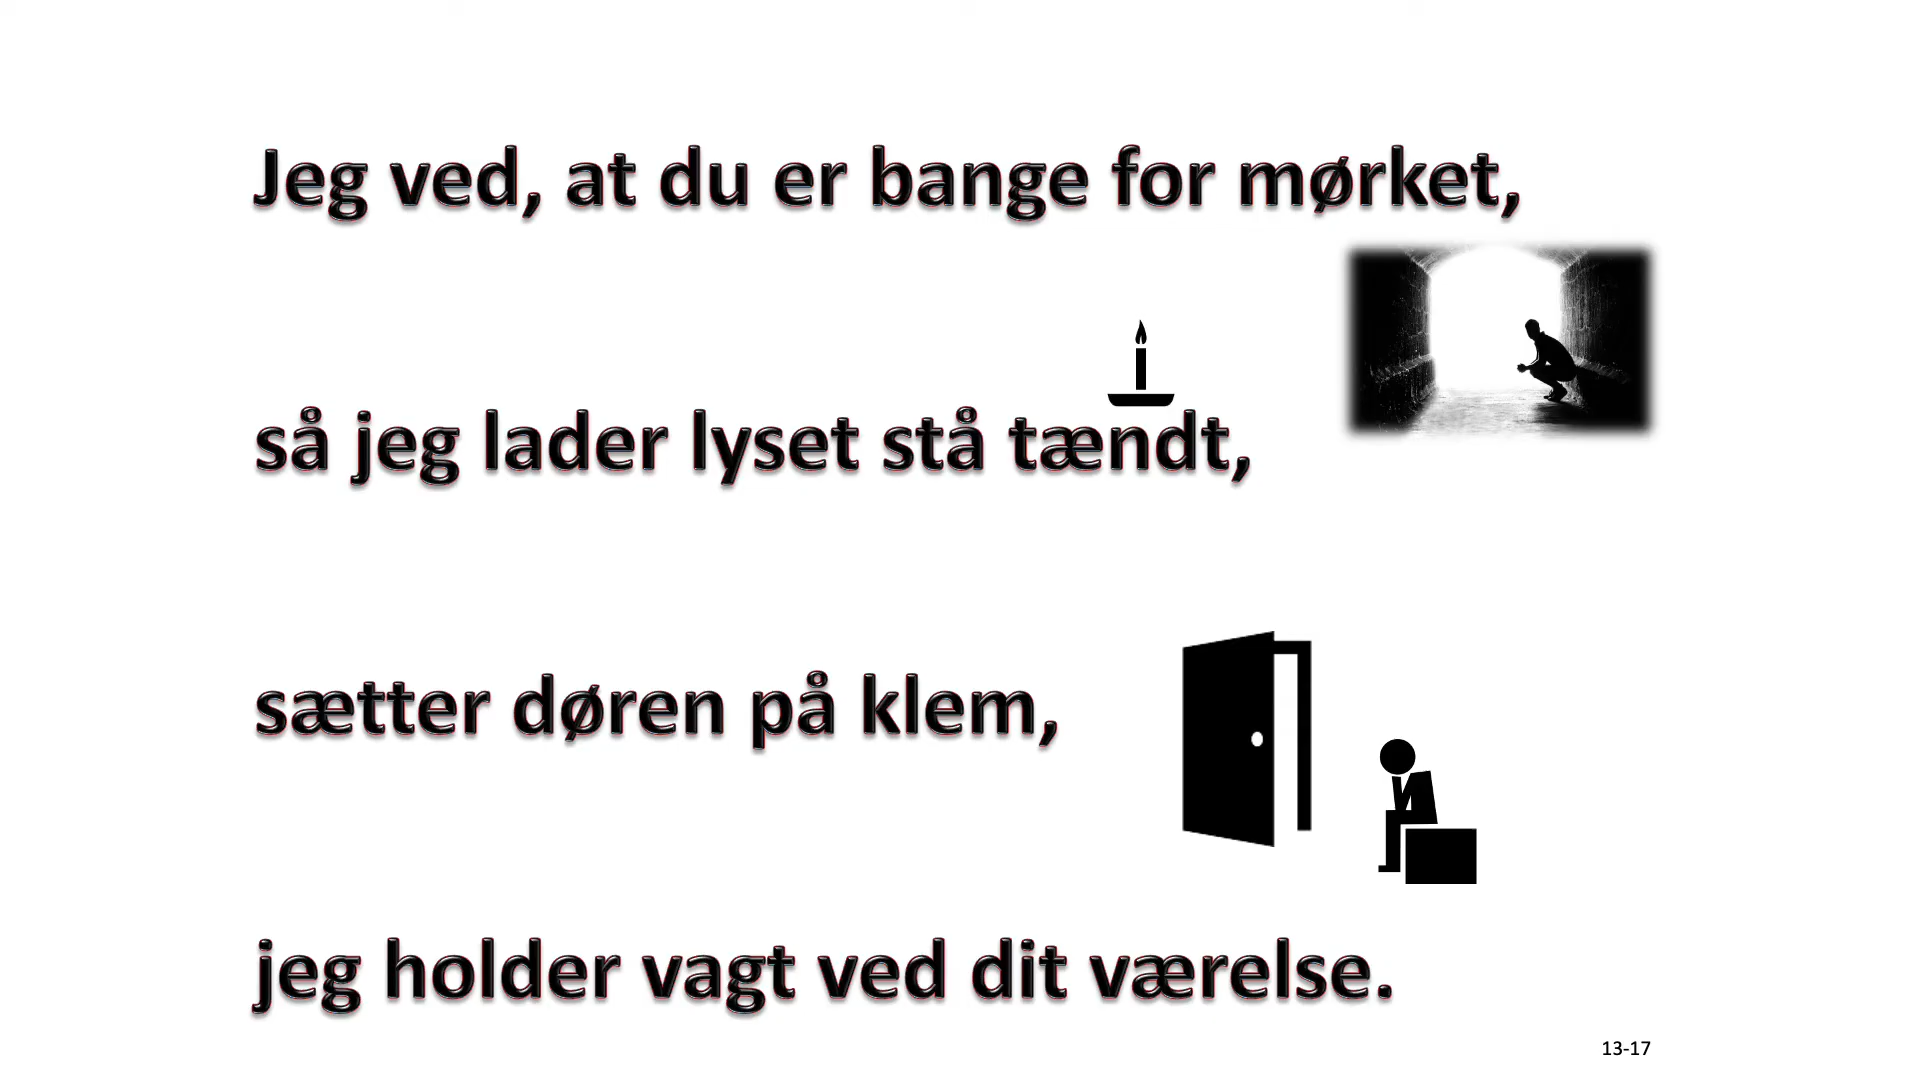 Jeg ved, at du er bange for mørket,
så jeg lader lyset stå tændt,
sætter døren på klem,
jeg holder vagt ved dit værelse.
13-17